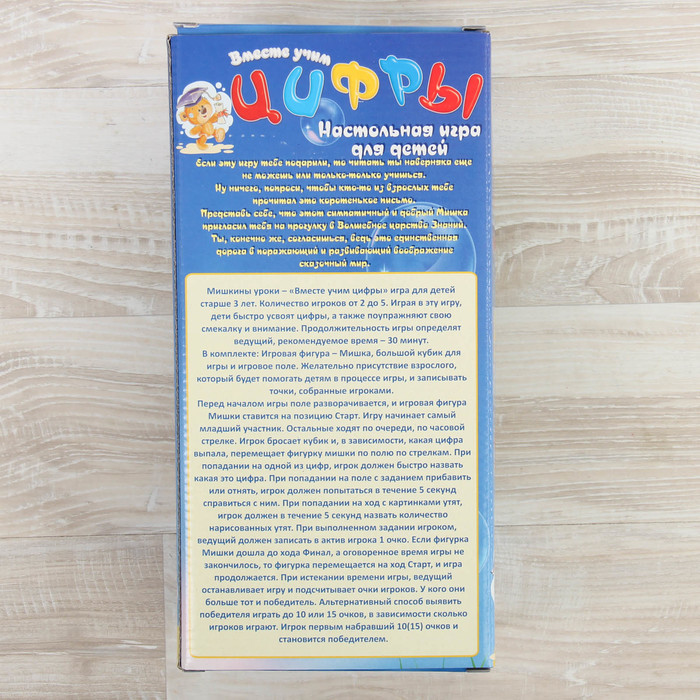 Вместе учим
ЦИФРЫ
Настольная игра
для детей
Если эту игру тебе подарили, то читать ты наверняка еще
не можешь или только-только учишься.
Ну ничего, попроси, чтобы кто-то из взрослых тебе
прочитал это коротенькое письмо.
Представь себе, что этот симпатичный и добрый Мишка
пригласил тебя на прогулку в Волшебное царство Знаний.
Ты, конечно же, согласишься, ведь это единственная
дорога в поражающий и развивающий воображение
сказочный мир.
Мишкины уроки – «Вместе учим цифры» игра для детей
старше 3 лет. Количество игроков от 2 до 5. Играя в эту игру,
дети быстро усвоят цифры, а также поупражняют свою
смекалку и внимание. Продолжительность игры определят
ведущий, рекомендуемое время – 30 минут.
В комплекте: Игровая фигура – Мишка, большой кубик для
игры и игровое поле. Желательно присутствие взрослого,
который будет помогать детям в процессе игры, и записывать
точки, собранные игроками.
Перед началом игры поле разворачивается, и игровая фигура
Мишки ставится на позицию Старт. Игру начинает самый
младший участник. Остальные ходят по очереди, по часовой
стрелке. Игрок бросает кубик и, в зависимости, какая цифра
выпала, перемещает фигурку мишки по полю по стрелкам. При
попадании на одной из цифр, игрок должен быстро назвать
какая это цифра. При попадании на поле с заданием прибавить
или отнять, игрок должен попытаться в течение 5 секунд
справиться с ним. При попадании на ход с картинками утят,
игрок должен в течение 5 секунд назвать количество
нарисованных утят. При выполненном задании игроком,
ведущий должен записать в актив игрока 1 очко. Если фигурка
Мишки дошла до хода Финал, а оговоренное время игры не
закончилось, то фигурка перемещается на ход Старт, и игра
продолжается. При истекании времени игры, ведущий
останавливает игру и подсчитывает очки игроков. У кого они
больше тот и победитель. Альтернативный способ выявить
победителя играть до 10 или 15 очков, в зависимости сколько
игроков играют. Игрок первым набравший 10(15) очков и
становится победителем.